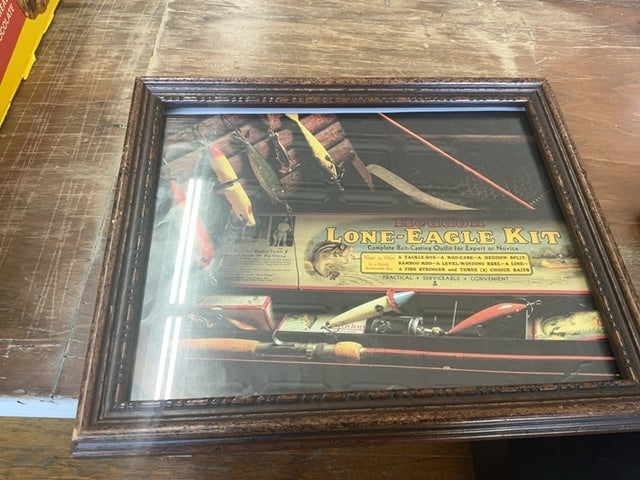 OCOLATE
Heddon
LONE-EAGLE KIT
Complete Bait-Casting Outfit for Expert or Novice
A TACKLE-BOX—A ROD-CASE—A HEDDON SPLIT-
BAMBOO ROD—A LEVEL-WINDING REEL—A LINE—
A FISH STRINGER and THREE (3) CHOICE BAITS
PRACTICAL • SERVICEABLE • CONVENIENT